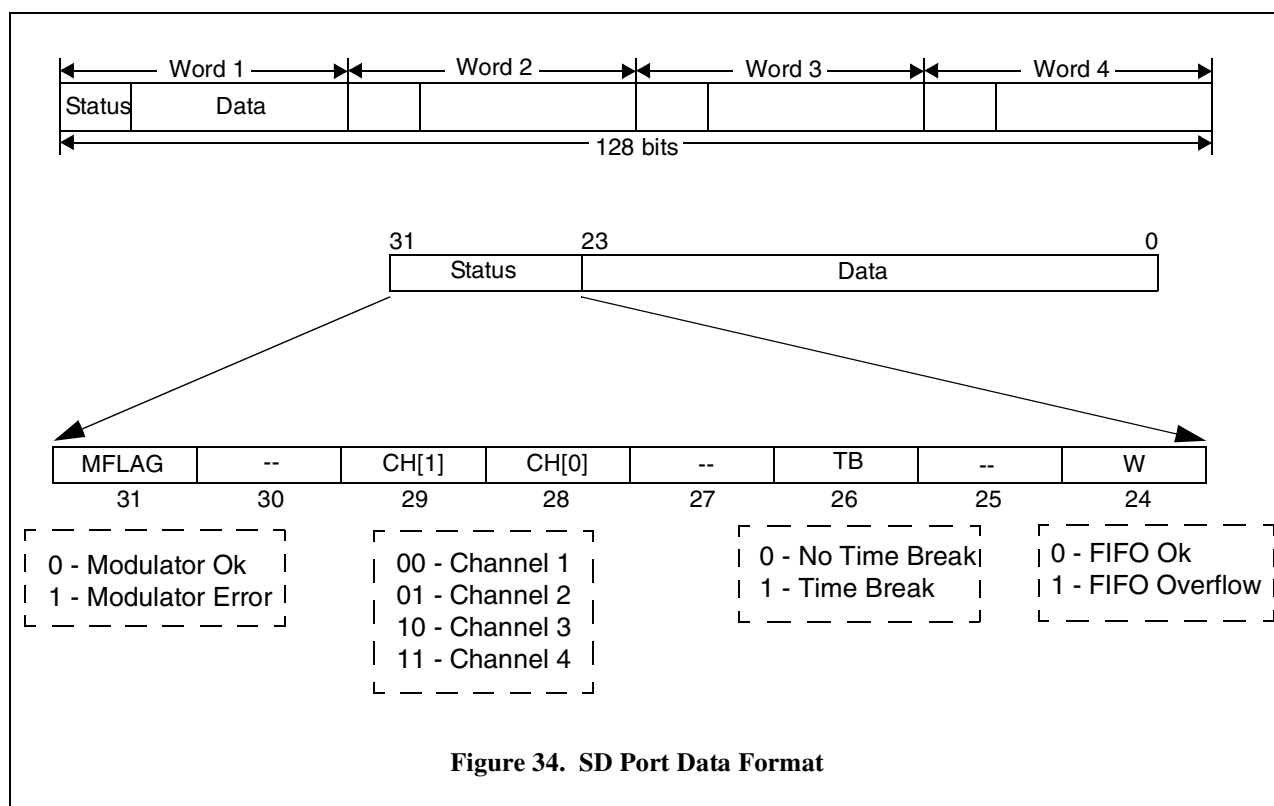 Word 1 Word 2 Word 3 Word 4
Status Data
128 bits
31 23 0
Status Data
MFLAG -- CH[1] CH[0] -- TB -- W
31 30 29 28 27 26 25 24
0 - Modulator Ok
1 - Modulator Error
00 - Channel 1
01 - Channel 2
10 - Channel 3
11 - Channel 4
0 - No Time Break
1 - Time Break
0 - FIFO Ok
1 - FIFO Overflow
Figure 34. SD Port Data Format